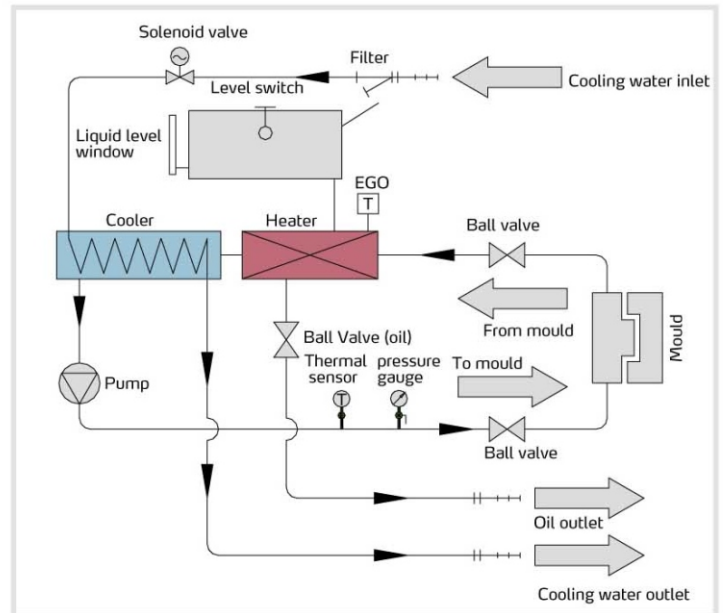 Solenoid valve
Filter
Cooling water inlet
Level switch
Liquid level
window
EGO
T
Cooler
Heater
Ball valve
From mould
Mould
Ball Valve (oil)
Thermal
sensor
pressure
gauge
To mould
Pump
T
Ball valve
Oil outlet
Cooling water outlet